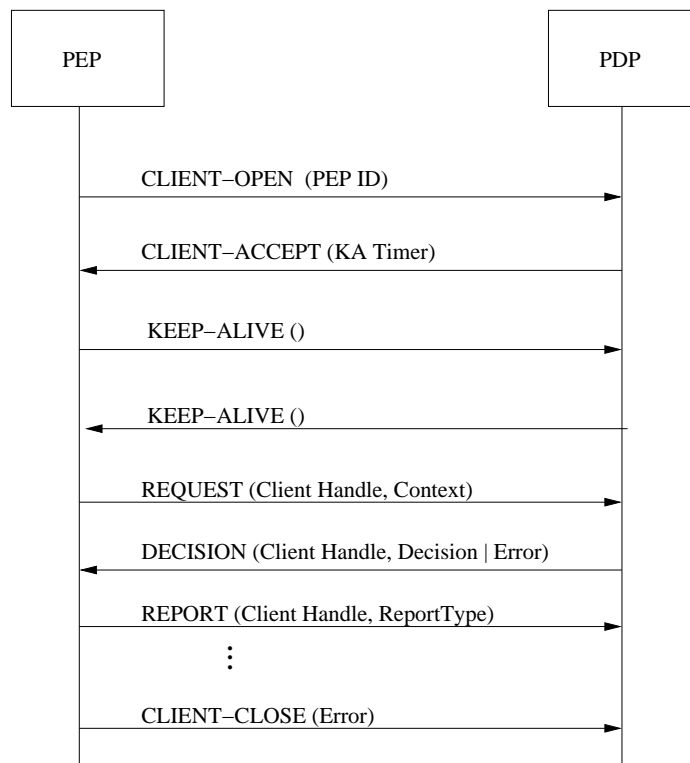 PEP
PDP
CLIENT−OPEN (PEP ID)
CLIENT−ACCEPT (KA Timer)
KEEP−ALIVE ()
KEEP−ALIVE ()
REQUEST (Client Handle, Context)
DECISION (Client Handle, Decision | Error)
REPORT (Client Handle, ReportType)
CLIENT−CLOSE (Error)